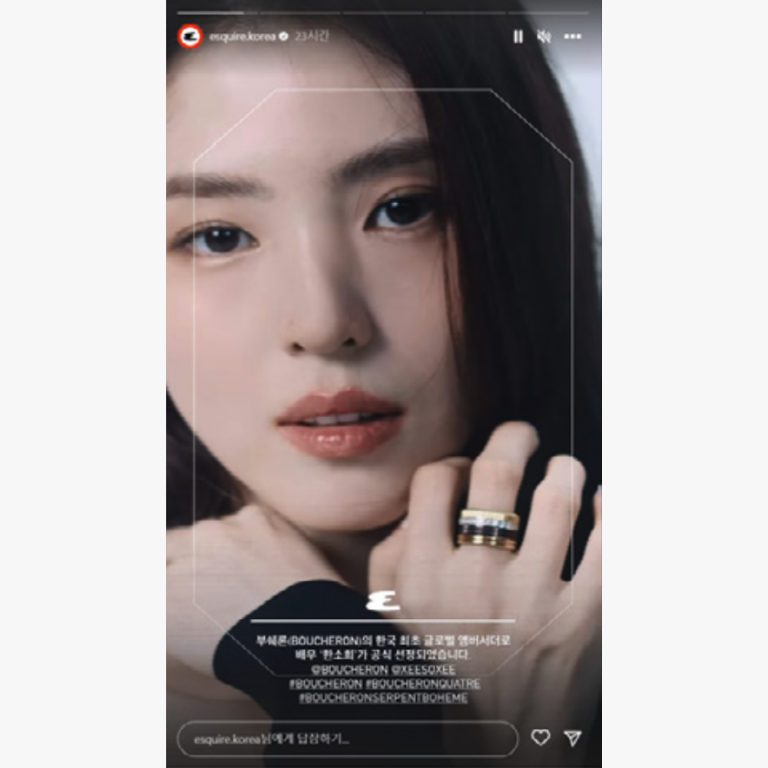 esquire.korea 23시간
부쉐론(BOUCHERON)의 한국 최초 글로벌 앰버서더로
배우 '한소희'가 공식 선정되었습니다.
@BOUCHERON @XEESOXEE
#BOUCHERON #BOUCHERONQUATRE
#BOUCHERONSERPENTBOHEME
esquire.korea님에게 답장하기...